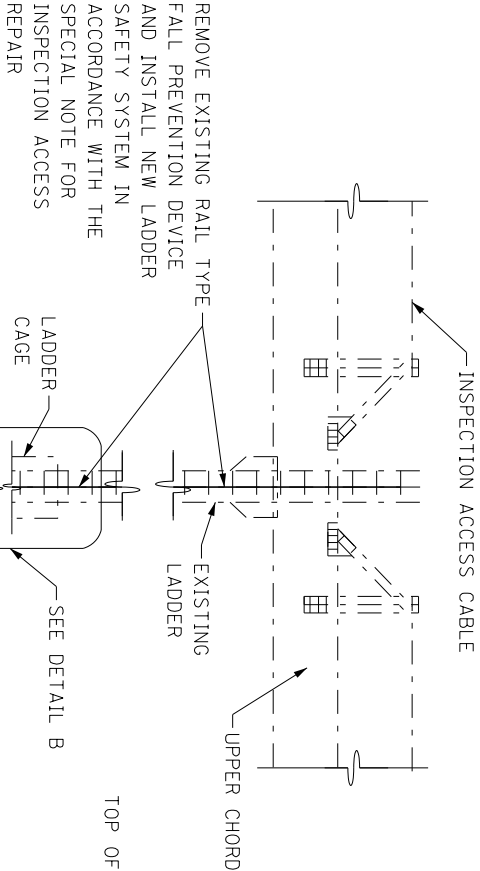 INSPECTION ACCESS CABLE
REMOVE EXISTING RAIL TYPE
FALL PREVENTION DEVICE
AND INSTALL NEW LADDER
SAFETY SYSTEM IN
ACCORDANCE WITH THE
SPECIAL NOTE FOR
INSPECTION ACCESS
REPAIR
EXISTING
LADDER
UPPER CHORD
LADDER
CAGE
SEE DETAIL B
TOP OF